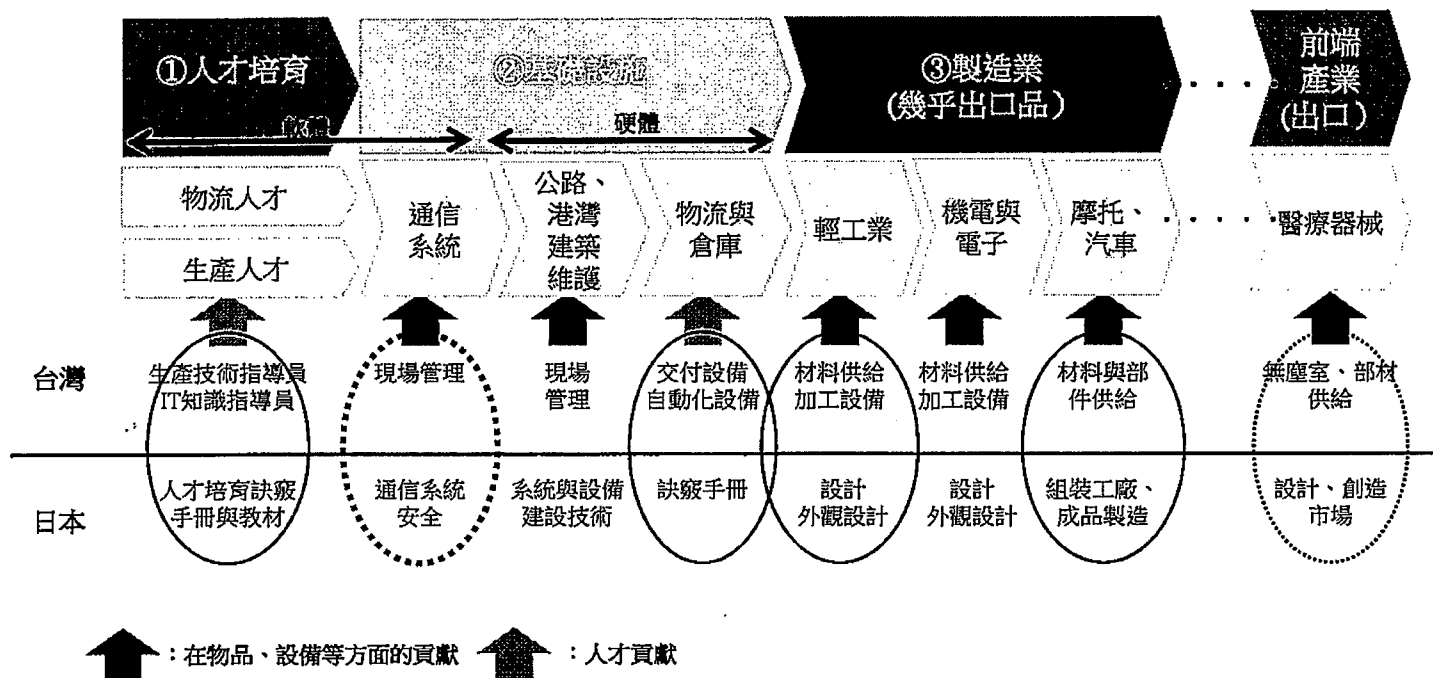 ①人才培育
②基礎設施
③製造業
(幾乎出口品)
・・・・
前端
產業
(出口)
軟體
硬體
物流人才
生產人才
通信
系統
公路、
港灣
建築
維護
物流與
倉庫
輕工業
機電與
電子
摩托、
汽車
・・・・
醫療器械
台灣
生產技術指導員
IT知識指導員
現場管理
現場
管理
交付設備
自動化設備
材料供給
加工設備
材料供給
加工設備
材料與部
件供給
無塵室、部材
供給
日本
人才培育訣竅
手冊與教材
通信系統
安全
系統與設備
建設技術
訣竅手冊
設計
外觀設計
設計
外觀設計
組裝工廠、
成品製造
設計、創造
市場
：在物品、設備等方面的貢獻
：人才貢獻